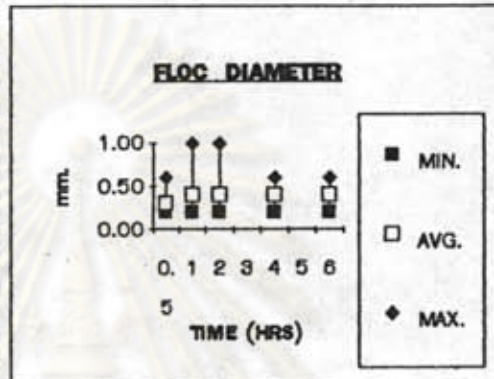 FLOC DIAMETER
1.00
0.50
0.00
mm.
0. 1 2 3 4 5 6
5
TIME (HRS)
MIN.
AVG.
MAX.